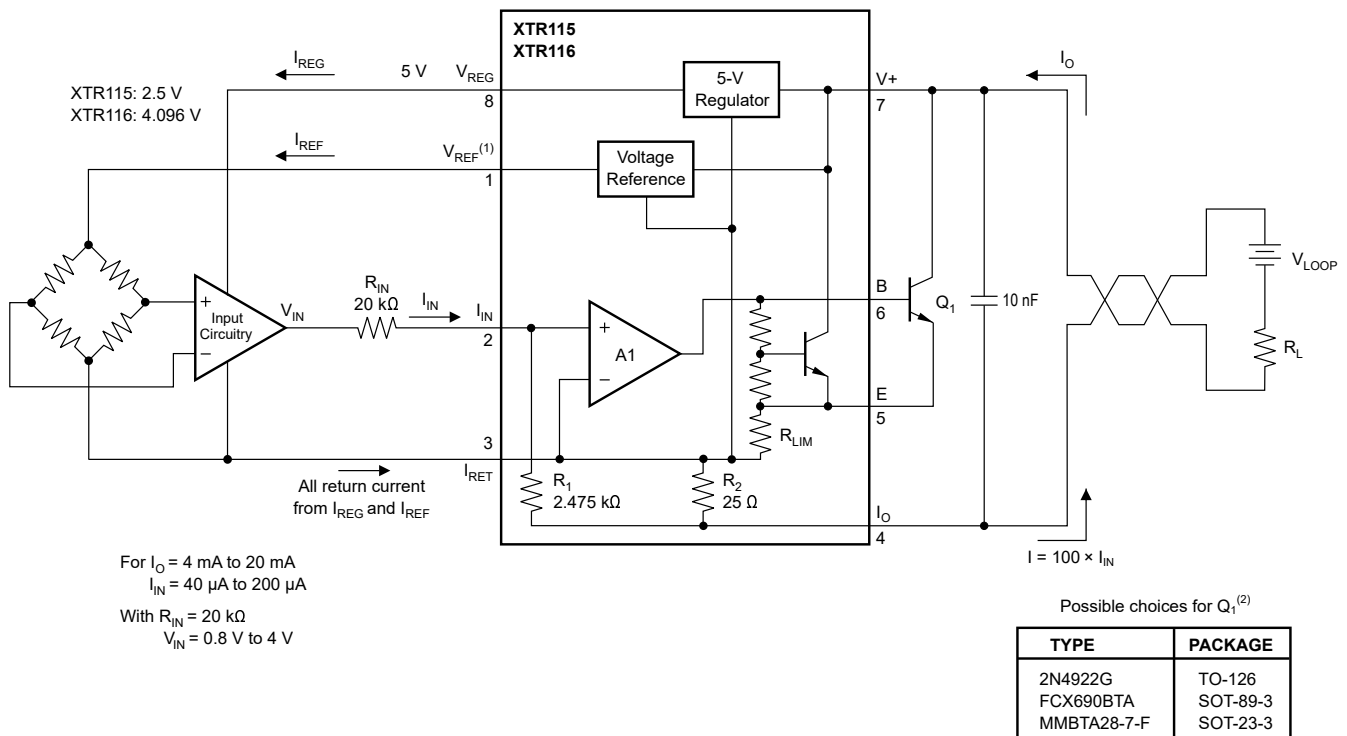 XTR115
XTR116
I_REG
5 V
V_REG
8
5-V
Regulator
V+
7
I_O
XTR115: 2.5 V
XTR116: 4.096 V
I_REF
V_REF(1)
1
Voltage
Reference
V_LOOP
R_L
+
Input
Circuitry
−
V_IN
R_IN
20 kΩ
I_IN
I_IN
2
+
A1
−
B
6
Q1
10 nF
E
5
R_LIM
3
I_RET
All return current
from I_REG and I_REF
R1
2.475 kΩ
R2
25 Ω
I_O
4
I = 100 × I_IN
For I_O = 4 mA to 20 mA
I_IN = 40 µA to 200 µA
With R_IN = 20 kΩ
V_IN = 0.8 V to 4 V
Possible choices for Q1(2)
TYPE PACKAGE
2N4922G TO-126
FCX690BTA SOT-89-3
MMBTA28-7-F SOT-23-3